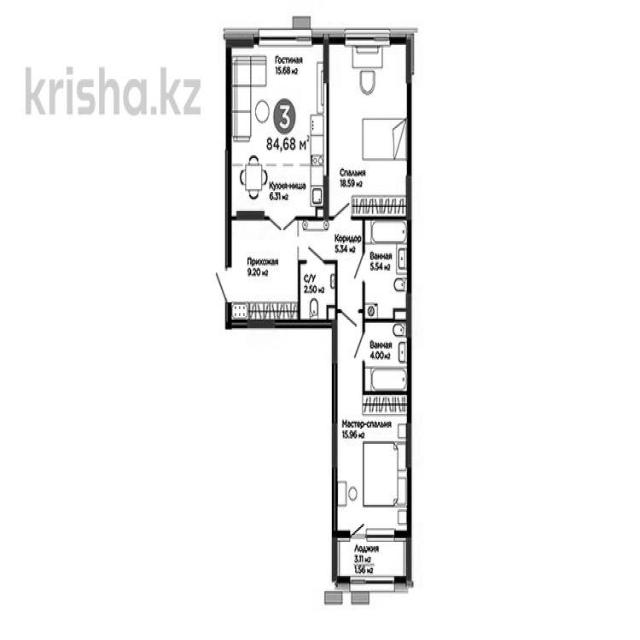 krisha.kz
Гостиная
15.68 м2
3
84,68 м2
Кухня-ниша
6.31 м2
Спальня
18.59 м2
Прихожая
9.20 м2
Коридор
5.34 м2
Ванная
5.54 м2
С/У
2.50 м2
Ванная
4.00 м2
Мастер-спальня
15.96 м2
Лоджия
3.11 м2
1.56 м2